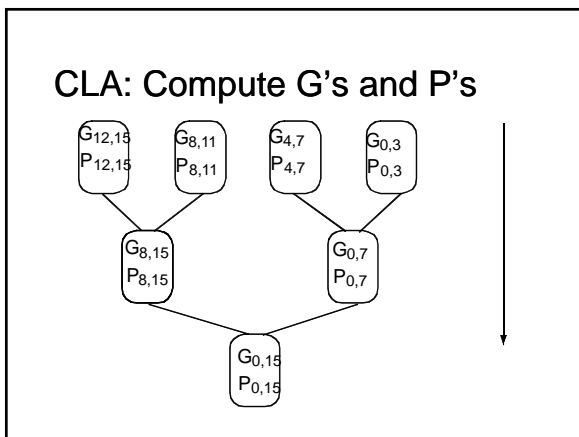 CLA: Compute G's and P's
G12,15
P12,15
G8,11
P8,11
G4,7
P4,7
G0,3
P0,3
G8,15
P8,15
G0,7
P0,7
G0,15
P0,15